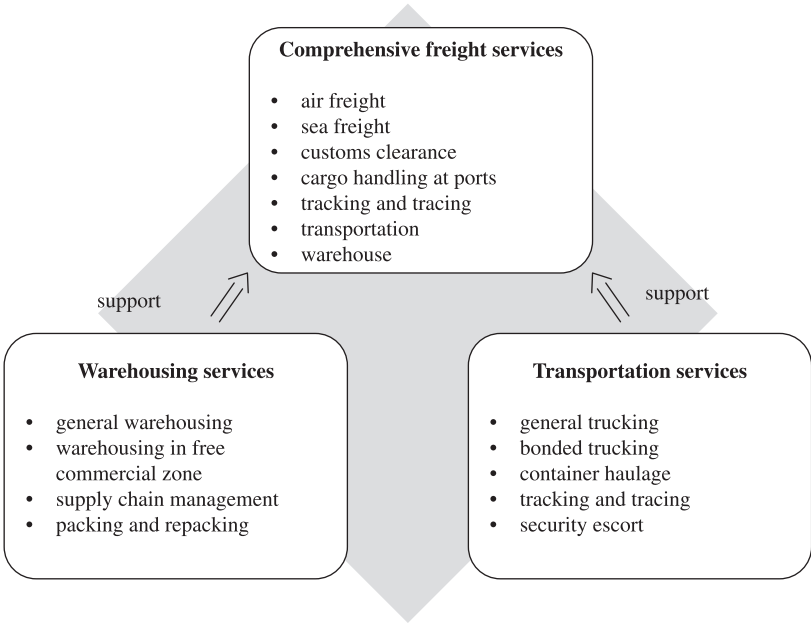 Comprehensive freight services
• air freight
• sea freight
• customs clearance
• cargo handling at ports
• tracking and tracing
• transportation
• warehouse
support
support
Warehousing services
• general warehousing
• warehousing in free
commercial zone
• supply chain management
• packing and repacking
Transportation services
• general trucking
• bonded trucking
• container haulage
• tracking and tracing
• security escort